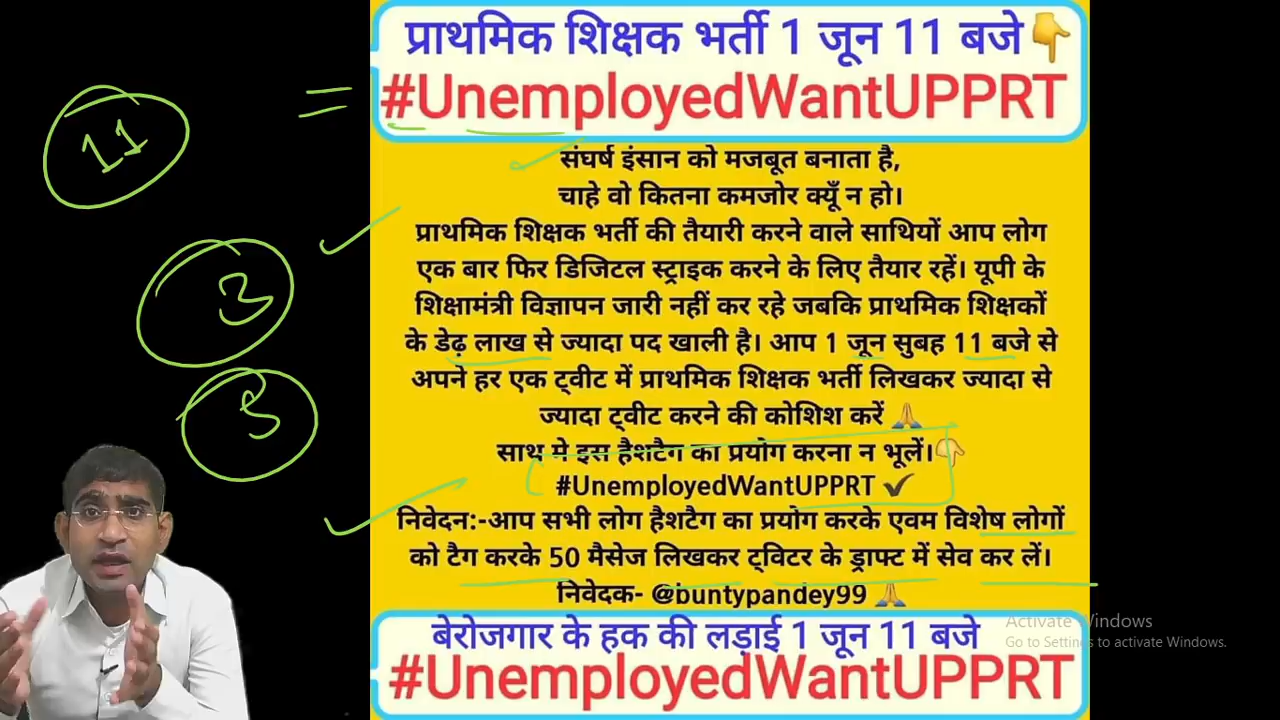 प्राथमिक शिक्षक भर्ती 1 जून 11 बजे👇
#UnemployedWantUPPRT
11
=
3
5
संघर्ष इंसान को मजबूत बनाता है,
चाहे वो कितना कमजोर क्यूँ न हो।
प्राथमिक शिक्षक भर्ती की तैयारी करने वाले साथियों आप लोग
एक बार फिर डिजिटल स्ट्राइक करने के लिए तैयार रहें। यूपी के
शिक्षामंत्री विज्ञापन जारी नहीं कर रहे जबकि प्राथमिक शिक्षकों
के डेढ़ लाख से ज्यादा पद खाली है। आप 1 जून सुबह 11 बजे से
अपने हर एक ट्वीट में प्राथमिक शिक्षक भर्ती लिखकर ज्यादा से
ज्यादा ट्वीट करने की कोशिश करें 🙏
साथ मे इस हैशटैग का प्रयोग करना न भूलें।👇
#UnemployedWantUPPRT ✔
निवेदन:-आप सभी लोग हैशटैग का प्रयोग करके एवम विशेष लोगों
को टैग करके 50 मैसेज लिखकर ट्विटर के ड्राफ्ट में सेव कर लें।
निवेदक- @buntypandey99 🙏
बेरोजगार के हक की लड़ाई 1 जून 11 बजे
#UnemployedWantUPPRT
Activate Windows
Go to Settings to activate Windows.